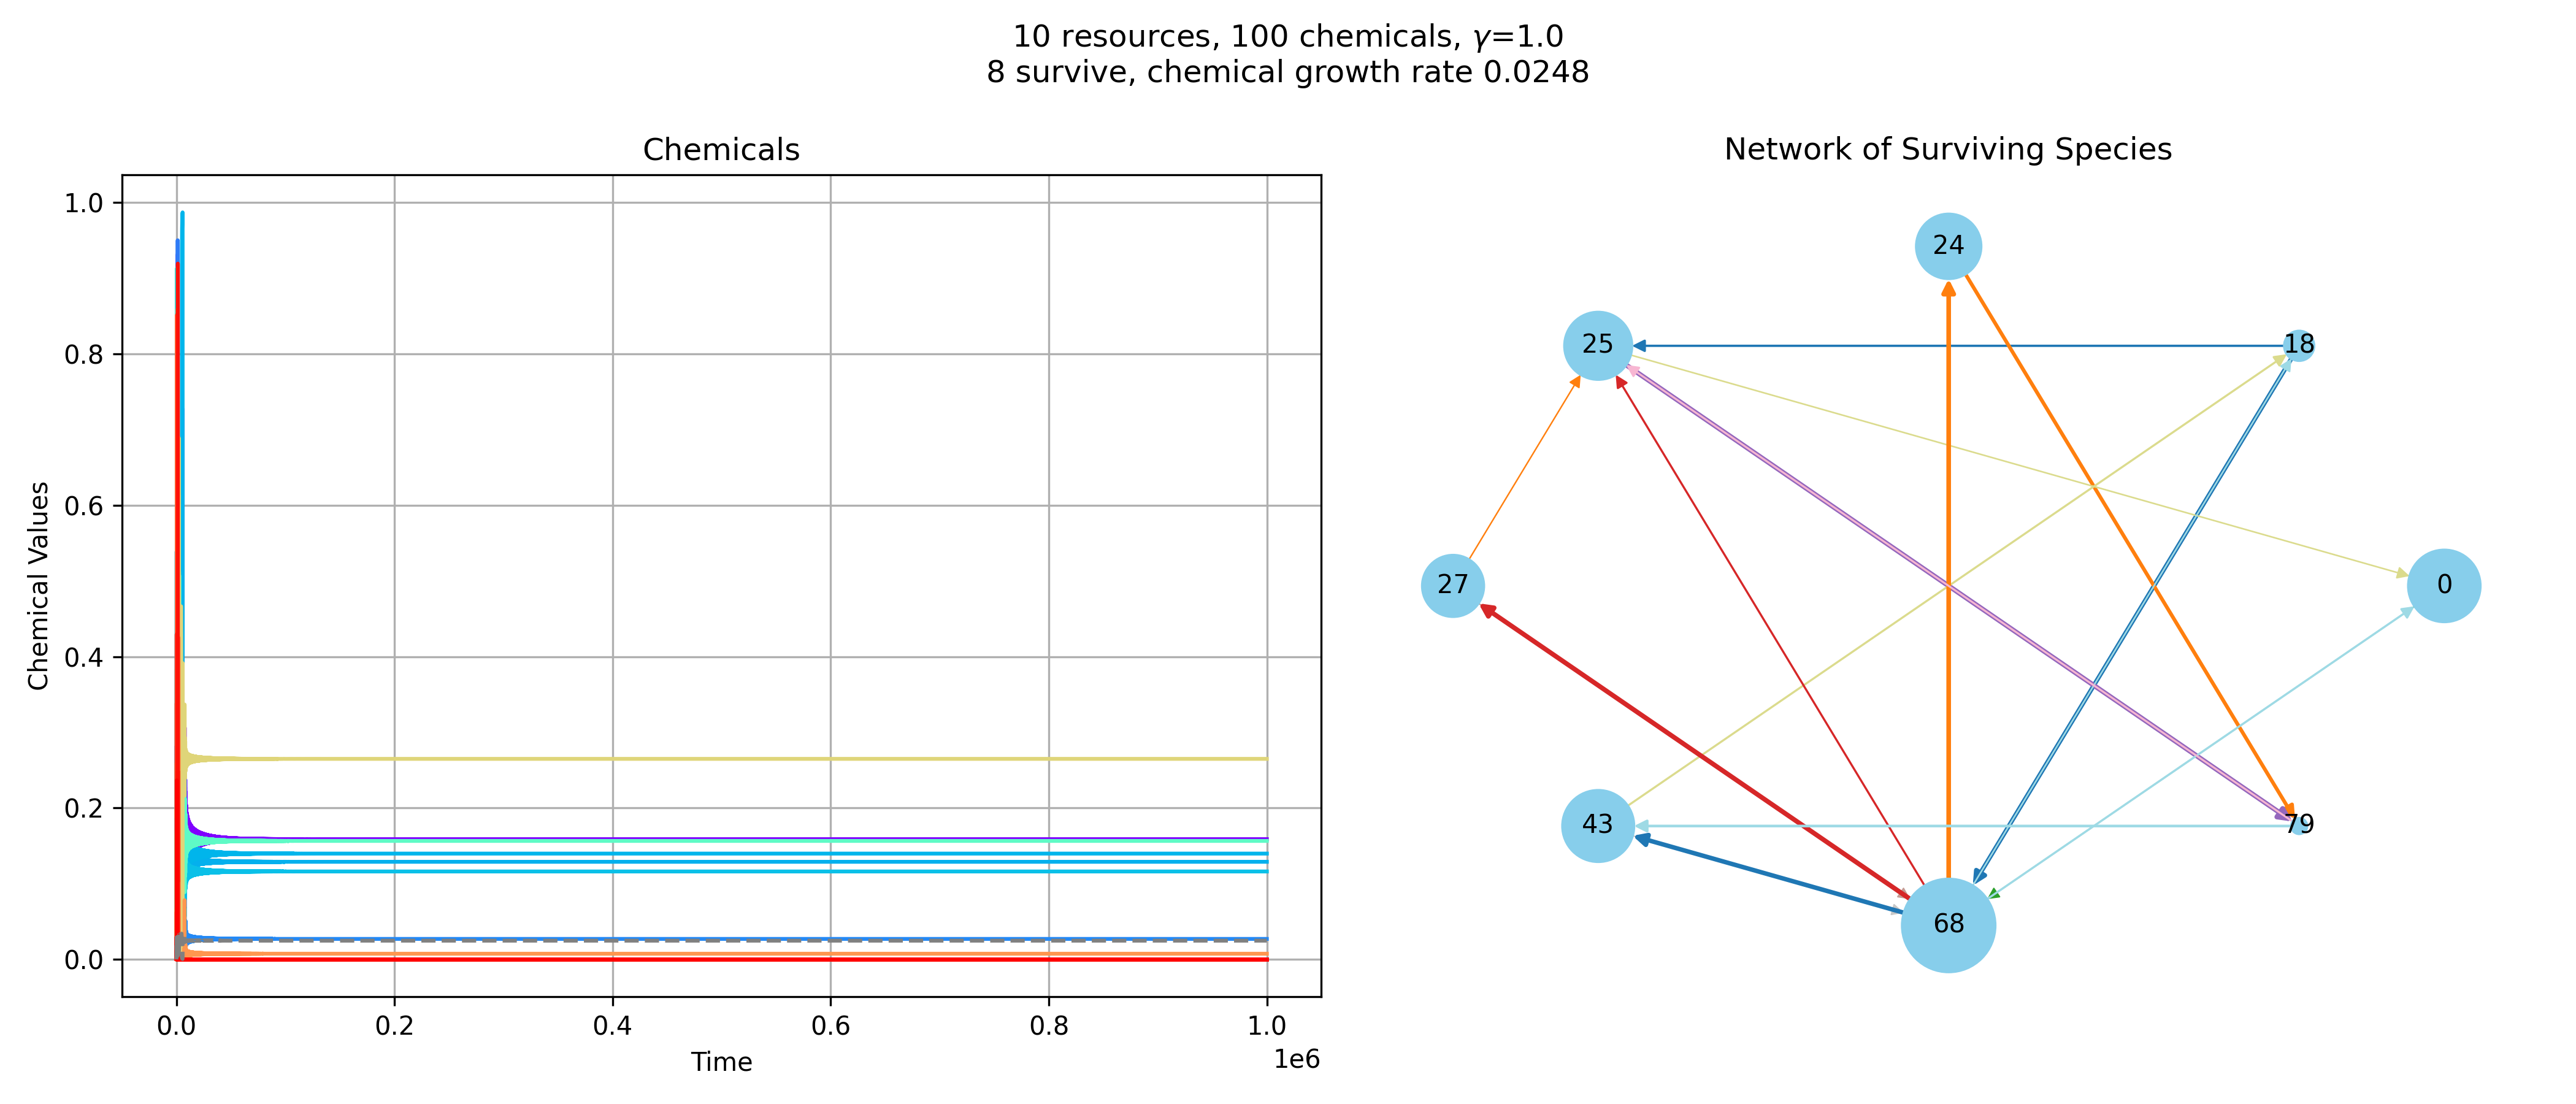 10 resources, 100 chemicals, γ=1.0
8 survive, chemical growth rate 0.0248
Chemicals
Chemical Values
1.0
0.8
0.6
0.4
0.2
0.0
0.0 0.2 0.4 0.6 0.8 1.0
1e6
Time
Network of Surviving Species
24
25
18
27
0
43
79
68